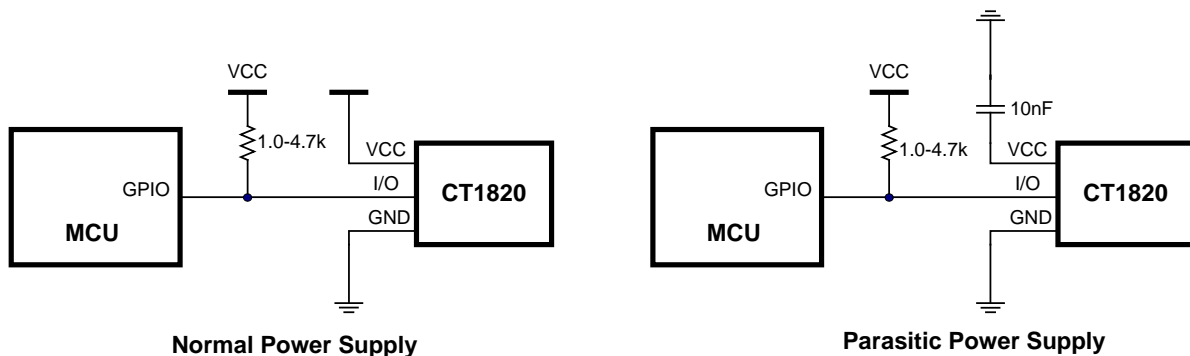 VCC
1.0-4.7k
VCC
I/O
GPIO
GND
MCU
CT1820
Normal Power Supply
VCC
10nF
1.0-4.7k
VCC
I/O
GPIO
GND
MCU
CT1820
Parasitic Power Supply